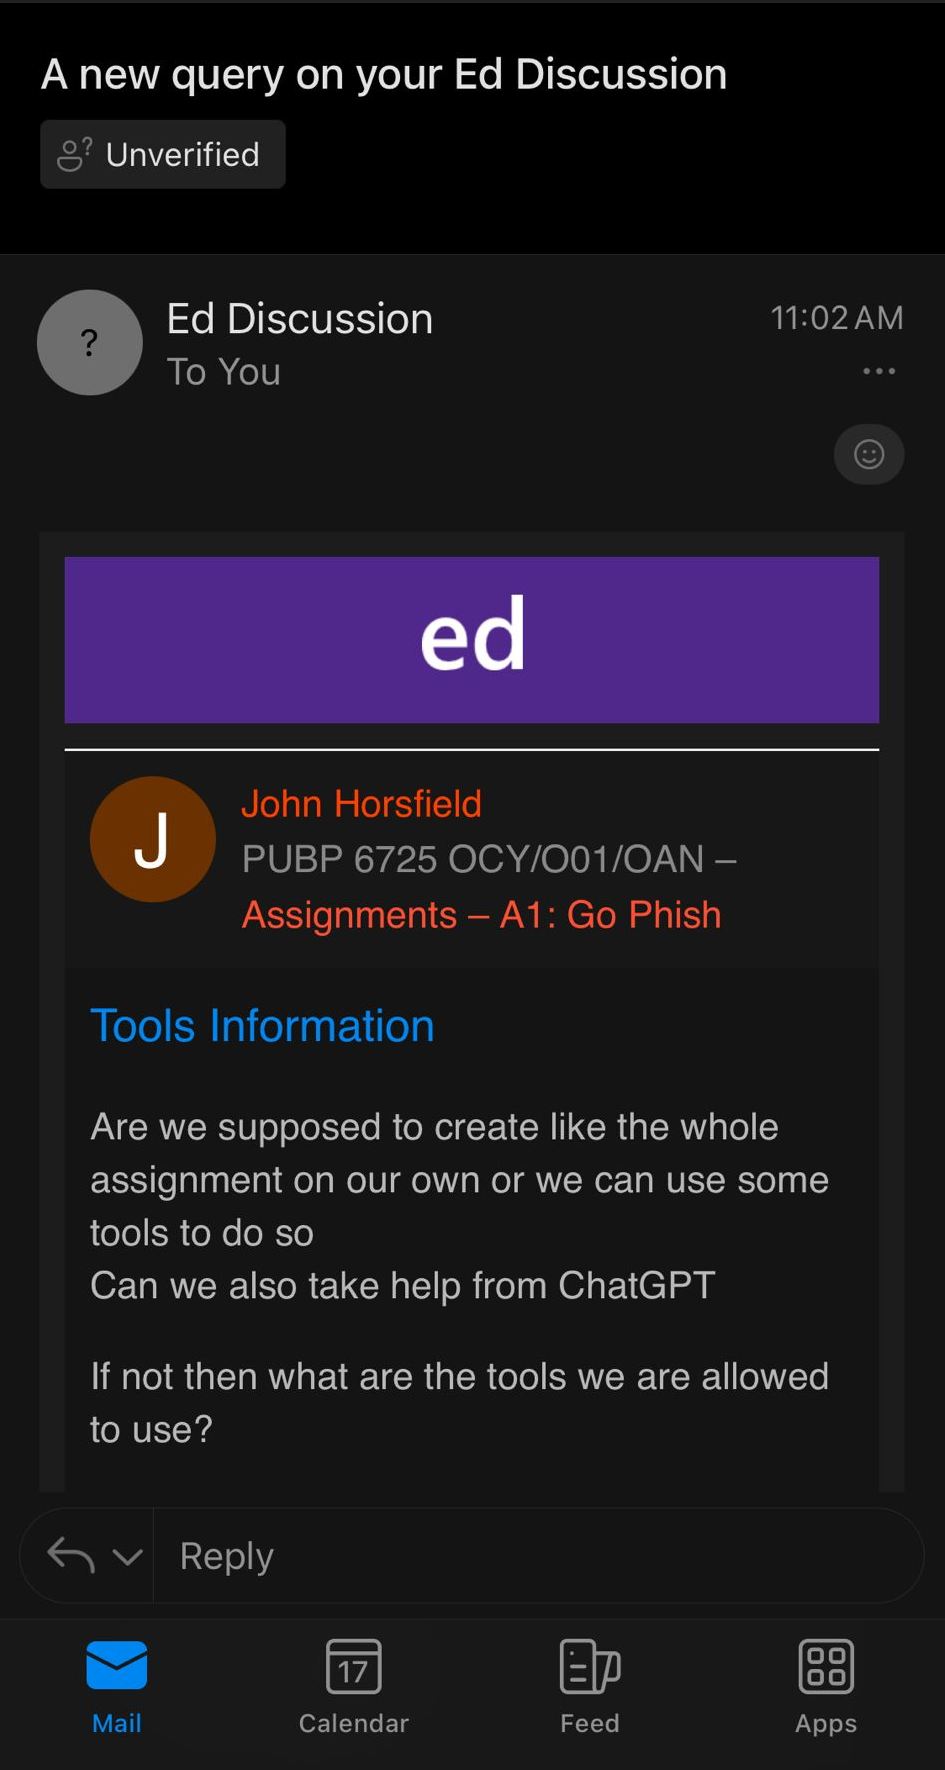 A new query on your Ed Discussion
Unverified
?
Ed Discussion
11:02 AM
To You
ed
J
John Horsfield
PUBP 6725 OCY/O01/OAN –
Assignments – A1: Go Phish
Tools Information
Are we supposed to create like the whole
assignment on our own or we can use some
tools to do so
Can we also take help from ChatGPT
If not then what are the tools we are allowed
to use?
Reply
17
Mail
Calendar
Feed
Apps